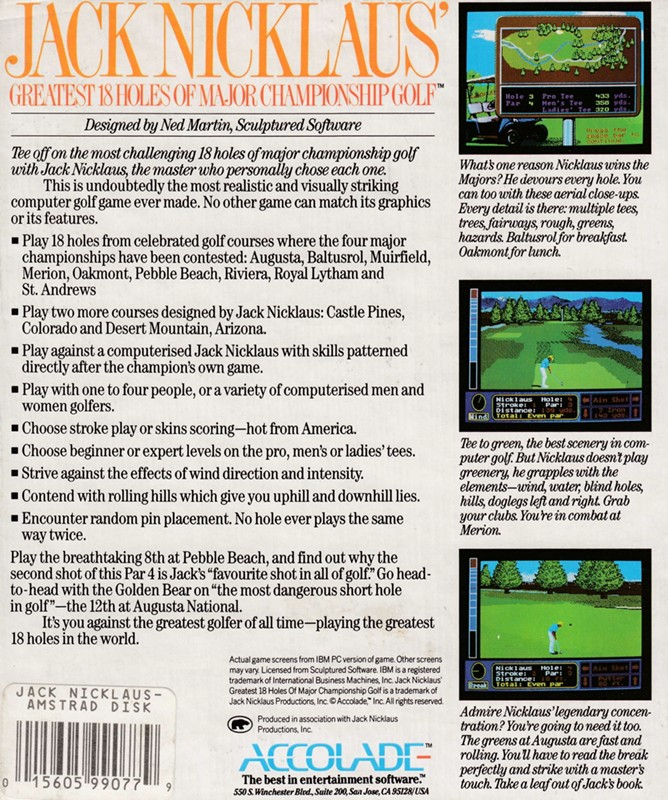 JACK NICKLAUS'
GREATEST 18 HOLES OF MAJOR CHAMPIONSHIP GOLF™
Designed by Ned Martin, Sculptured Software
Tee off on the most challenging 18 holes of major championship golf
with Jack Nicklaus, the master who personally chose each one.
This is undoubtedly the most realistic and visually striking
computer golf game ever made. No other game can match its graphics
or its features.
■ Play 18 holes from celebrated golf courses where the four major
championships have been contested: Augusta, Baltusrol, Muirfield,
Merion, Oakmont, Pebble Beach, Riviera, Royal Lytham and
St. Andrews
■ Play two more courses designed by Jack Nicklaus: Castle Pines,
Colorado and Desert Mountain, Arizona.
■ Play against a computerised Jack Nicklaus with skills patterned
directly after the champion's own game.
■ Play with one to four people, or a variety of computerised men and
women golfers.
■ Choose stroke play or skins scoring—hot from America.
■ Choose beginner or expert levels on the pro, men's or ladies' tees.
■ Strive against the effects of wind direction and intensity.
■ Contend with rolling hills which give you uphill and downhill lies.
■ Encounter random pin placement. No hole ever plays the same
way twice.
Play the breathtaking 8th at Pebble Beach, and find out why the
second shot of this Par 4 is Jack's "favourite shot in all of golf." Go head-
to-head with the Golden Bear on "the most dangerous short hole
in golf"—the 12th at Augusta National.
It's you against the greatest golfer of all time—playing the greatest
18 holes in the world.
Actual game screens from IBM PC version of game. Other screens
may vary. Licensed from Sculptured Software. IBM is a registered
trademark of International Business Machines, Inc. Jack Nicklaus'
Greatest 18 Holes Of Major Championship Golf is a trademark of
Jack Nicklaus Productions, Inc. © Accolade,™ Inc. All rights reserved.
Produced in association with Jack Nicklaus
Productions, Inc.
ACCOLADE™
The best in entertainment software.™
550 S. Winchester Blvd., Suite 200, San Jose, CA 95128/USA
JACK NICKLAUS-
AMSTRAD DISK
0 15605 99077 9
Hole 3 Pro Tee 433 yds.
Par 4 Men's Tee 350 yds.
Ladies' Tee 320 yds.
What's one reason Nicklaus wins the
Majors? He devours every hole. You
can too with these aerial close-ups.
Every detail is there: multiple tees,
trees, fairways, rough, greens,
hazards. Baltusrol for breakfast.
Oakmont for lunch.
Nicklaus Hole:
Stroke: Par:
Distance: 139 yds.
Total: Even par
Wind
Aim Shot
7 Iron
143 yds.
Tee to green, the best scenery in com-
puter golf. But Nicklaus doesn't play
greenery, he grapples with the
elements—wind, water, blind holes,
hills, doglegs left and right. Grab
your clubs. You're in combat at
Merion.
Nicklaus Hole:
Stroke: Par:
Distance:
Total: Even par
Break
Aim Shot
Putter
Admire Nicklaus' legendary concen-
tration? You're going to need it too.
The greens at Augusta are fast and
rolling. You'll have to read the break
perfectly and strike with a master's
touch. Take a leaf out of Jack's book.